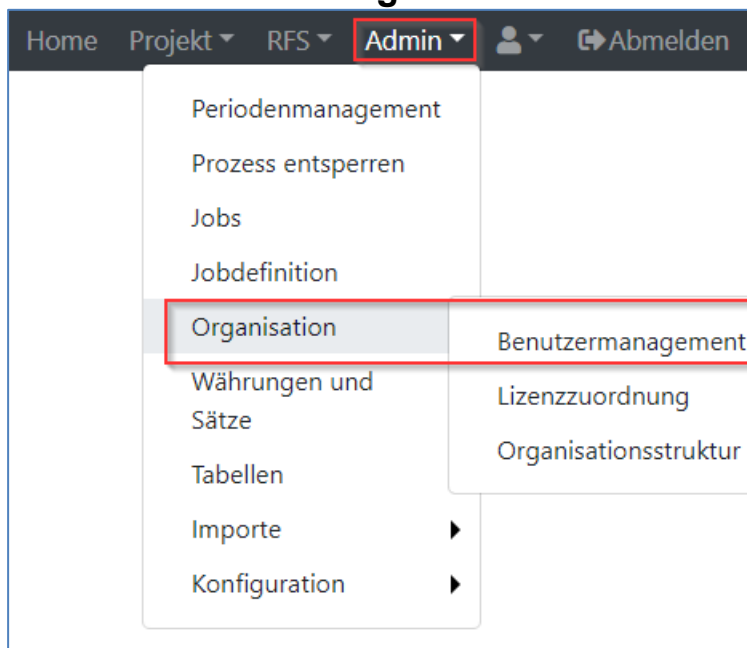 Home Projekt RFS Admin Abmelden
Periodenmanagement
Prozess entsperren
Jobs
Jobdefinition
Organisation
Benutzermanagement
Währungen und
Sätze
Lizenzzuordnung
Organisationsstruktur
Tabellen
Importe
Konfiguration